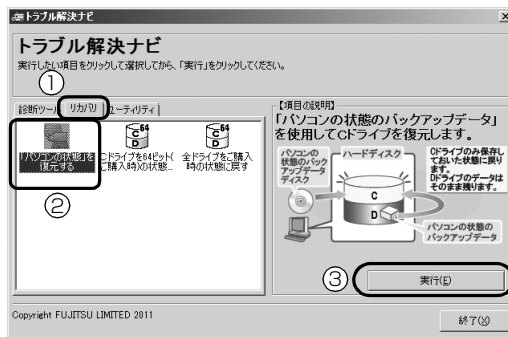 トラブル解決ナビ
トラブル解決ナビ
実行したい項目をクリックして選択してから、「実行」をクリックしてください。
①
診断ツール
リカバリ
ユーティリティ
「パソコンの状態」を
復元する
②
64
C
D
Cドライブを64ビット(
ご購入時)の状態...
64
C
D
全ドライブをご購入
時の状態に戻す
【項目の説明】
「パソコンの状態のバックアップデータ」
を使用してCドライブを復元します。
パソコンの
状態のバック
アップデータ
ディスク
ハードディスク
Cドライブのみ保存し
ておいた状態に戻り
ます。
Dドライブのデータは
そのまま残ります。
C
D
パソコンの状態の
バックアップデータ
③
実行(E)
Copyright FUJITSU LIMITED 2011
終了(X)